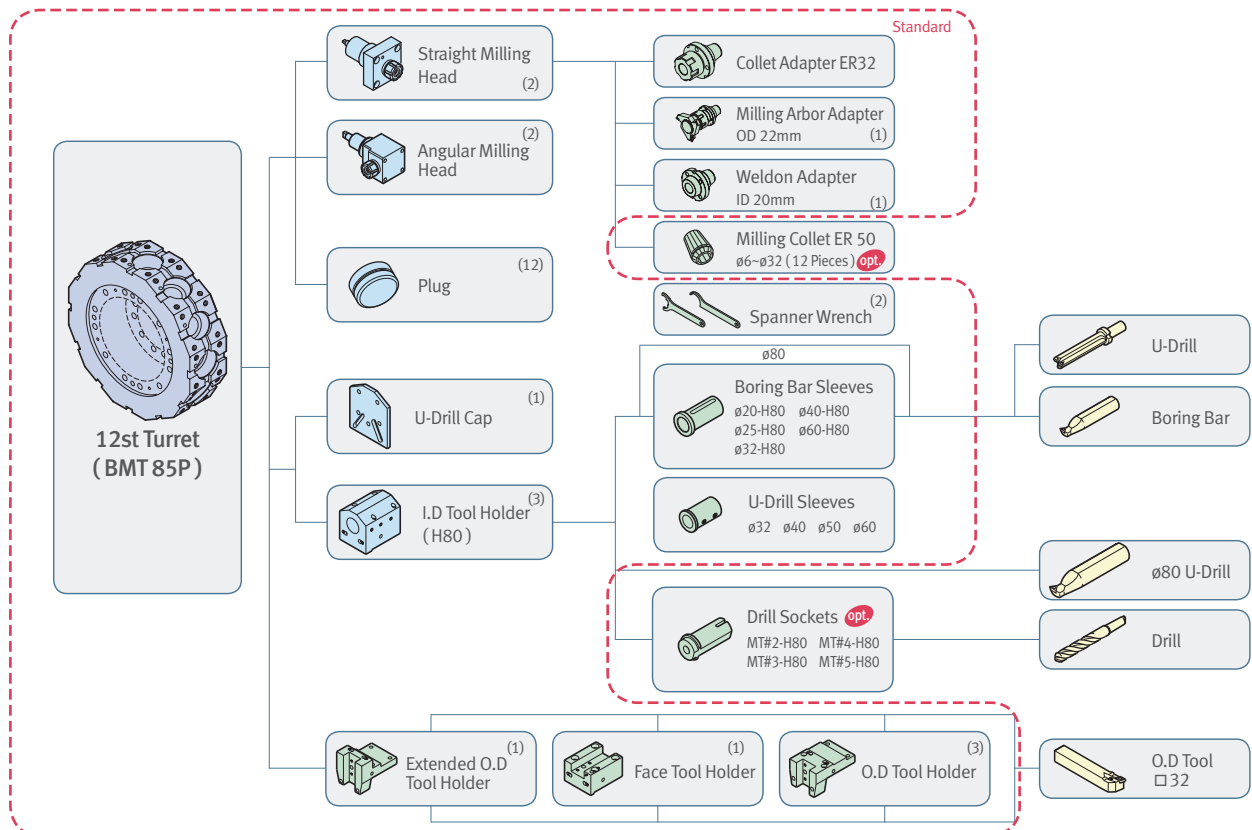 Standard
Straight Milling
Head
(2)
Collet Adapter ER32
Milling Arbor Adapter
OD 22mm (1)
(2)
Angular Milling
Head
Weldon Adapter
ID 20mm (1)
Milling Collet ER 50
ø6~ø32 ( 12 Pieces ) opt.
(12)
Plug
(2)
Spanner Wrench
ø80
U-Drill
Boring Bar Sleeves
ø20-H80 ø40-H80
ø25-H80 ø60-H80
ø32-H80
Boring Bar
(1)
U-Drill Cap
12st Turret
( BMT 85P )
(3)
I.D Tool Holder
( H80 )
U-Drill Sleeves
ø32 ø40 ø50 ø60
ø80 U-Drill
Drill Sockets opt.
MT#2-H80 MT#4-H80
MT#3-H80 MT#5-H80
Drill
(1)
Extended O.D
Tool Holder
(1)
Face Tool Holder
(3)
O.D Tool Holder
O.D Tool
□ 32